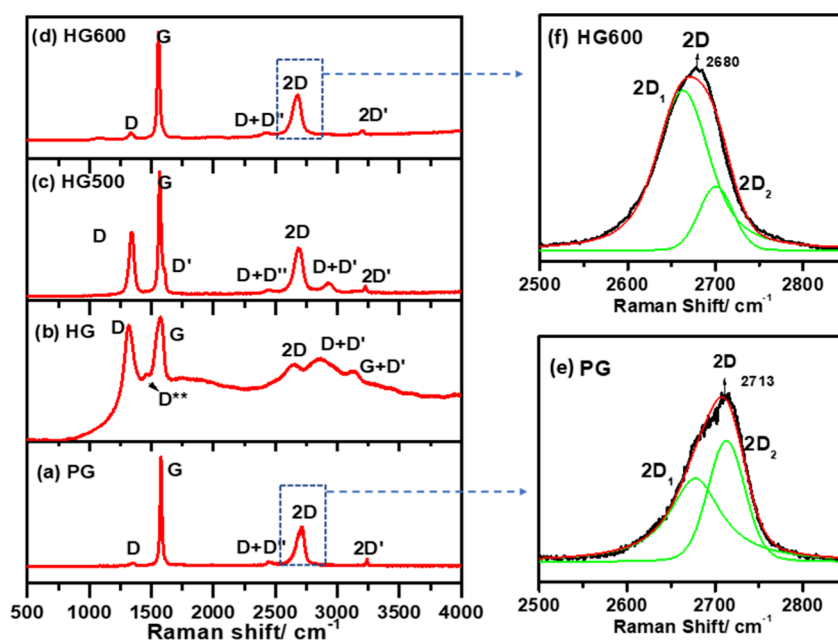 (d) HG600
G
D
D+D''
2D
2D'
(c) HG500
G
D
D'
D+D''
2D
D+D'
2D'
(b) HG
D
G
D**
2D
D+D'
G+D'
(a) PG
G
D
D+D''
2D
2D'
500 1000 1500 2000 2500 3000 3500 4000
Raman shift/ cm-1
(f) HG600
2D
2680
2D1
2D2
2500 2600 2700 2800
Raman Shift/ cm-1
(e) PG
2D
2713
2D1
2D2
2500 2600 2700 2800
Raman Shift/ cm-1